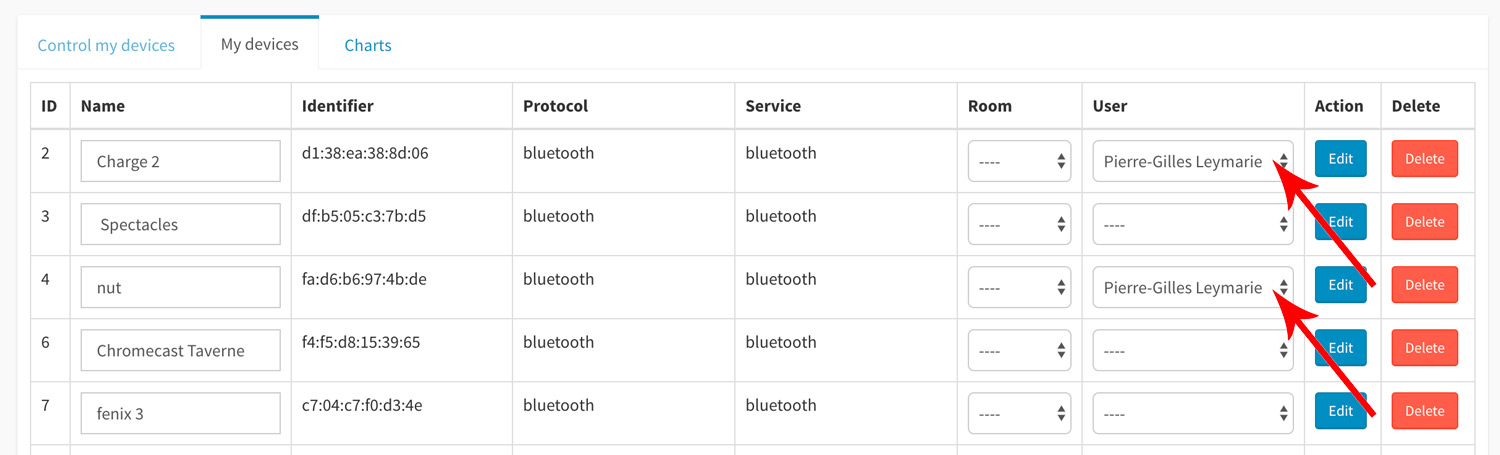 Control my devices My devices Charts
ID Name Identifier Protocol Service Room User Action Delete
2 Charge 2 d1:38:ea:38:8d:06 bluetooth bluetooth ---- Pierre-Gilles Leymarie Edit Delete
3 Spectacles df:b5:05:c3:7b:d5 bluetooth bluetooth ---- ---- Edit Delete
4 nut fa:d6:b6:97:4b:de bluetooth bluetooth ---- Pierre-Gilles Leymarie Edit Delete
6 Chromecast Taverne f4:f5:d8:15:39:65 bluetooth bluetooth ---- ---- Edit Delete
7 fenix 3 c7:04:c7:f0:d3:4e bluetooth bluetooth ---- ---- Edit Delete